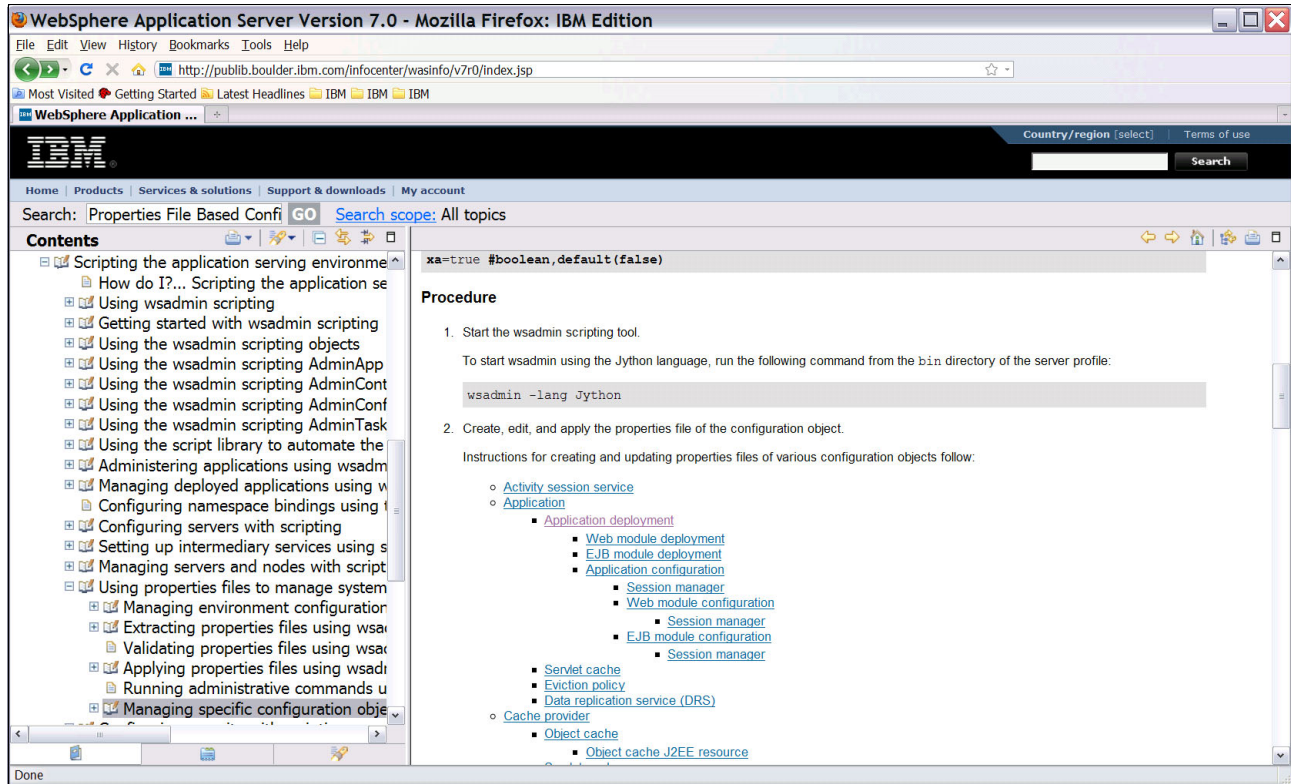 WebSphere Application Server Version 7.0 - Mozilla Firefox: IBM Edition
File Edit View History Bookmarks Tools Help
http://publib.boulder.ibm.com/infocenter/wasinfo/v7r0/index.jsp
Most Visited Getting Started Latest Headlines IBM IBM IBM
WebSphere Application ...
Country/region [select] | Terms of use
IBM®
Search
Home | Products | Services & solutions | Support & downloads | My account
Search: Properties File Based Confi GO Search scope: All topics
Contents
Scripting the application serving environme
How do I?... Scripting the application se
Using wsadmin scripting
Getting started with wsadmin scripting
Using the wsadmin scripting objects
Using the wsadmin scripting AdminApp
Using the wsadmin scripting AdminCont
Using the wsadmin scripting AdminConf
Using the wsadmin scripting AdminTask
Using the script library to automate the
Administering applications using wsadm
Managing deployed applications using w
Configuring namespace bindings using t
Configuring servers with scripting
Setting up intermediary services using s
Managing servers and nodes with script
Using properties files to manage system
Managing environment configuration
Extracting properties files using wsa
Validating properties files using wsa
Applying properties files using wsad
Running administrative commands u
Managing specific configuration obje
xa=true #boolean,default(false)
Procedure
1. Start the wsadmin scripting tool.
To start wsadmin using the Jython language, run the following command from the bin directory of the server profile:
wsadmin -lang Jython
2. Create, edit, and apply the properties file of the configuration object.
Instructions for creating and updating properties files of various configuration objects follow:
Activity session service
Application
Application deployment
Web module deployment
EJB module deployment
Application configuration
Session manager
Web module configuration
Session manager
EJB module configuration
Session manager
Servlet cache
Eviction policy
Data replication service (DRS)
Cache provider
Object cache
Object cache J2EE resource
Done